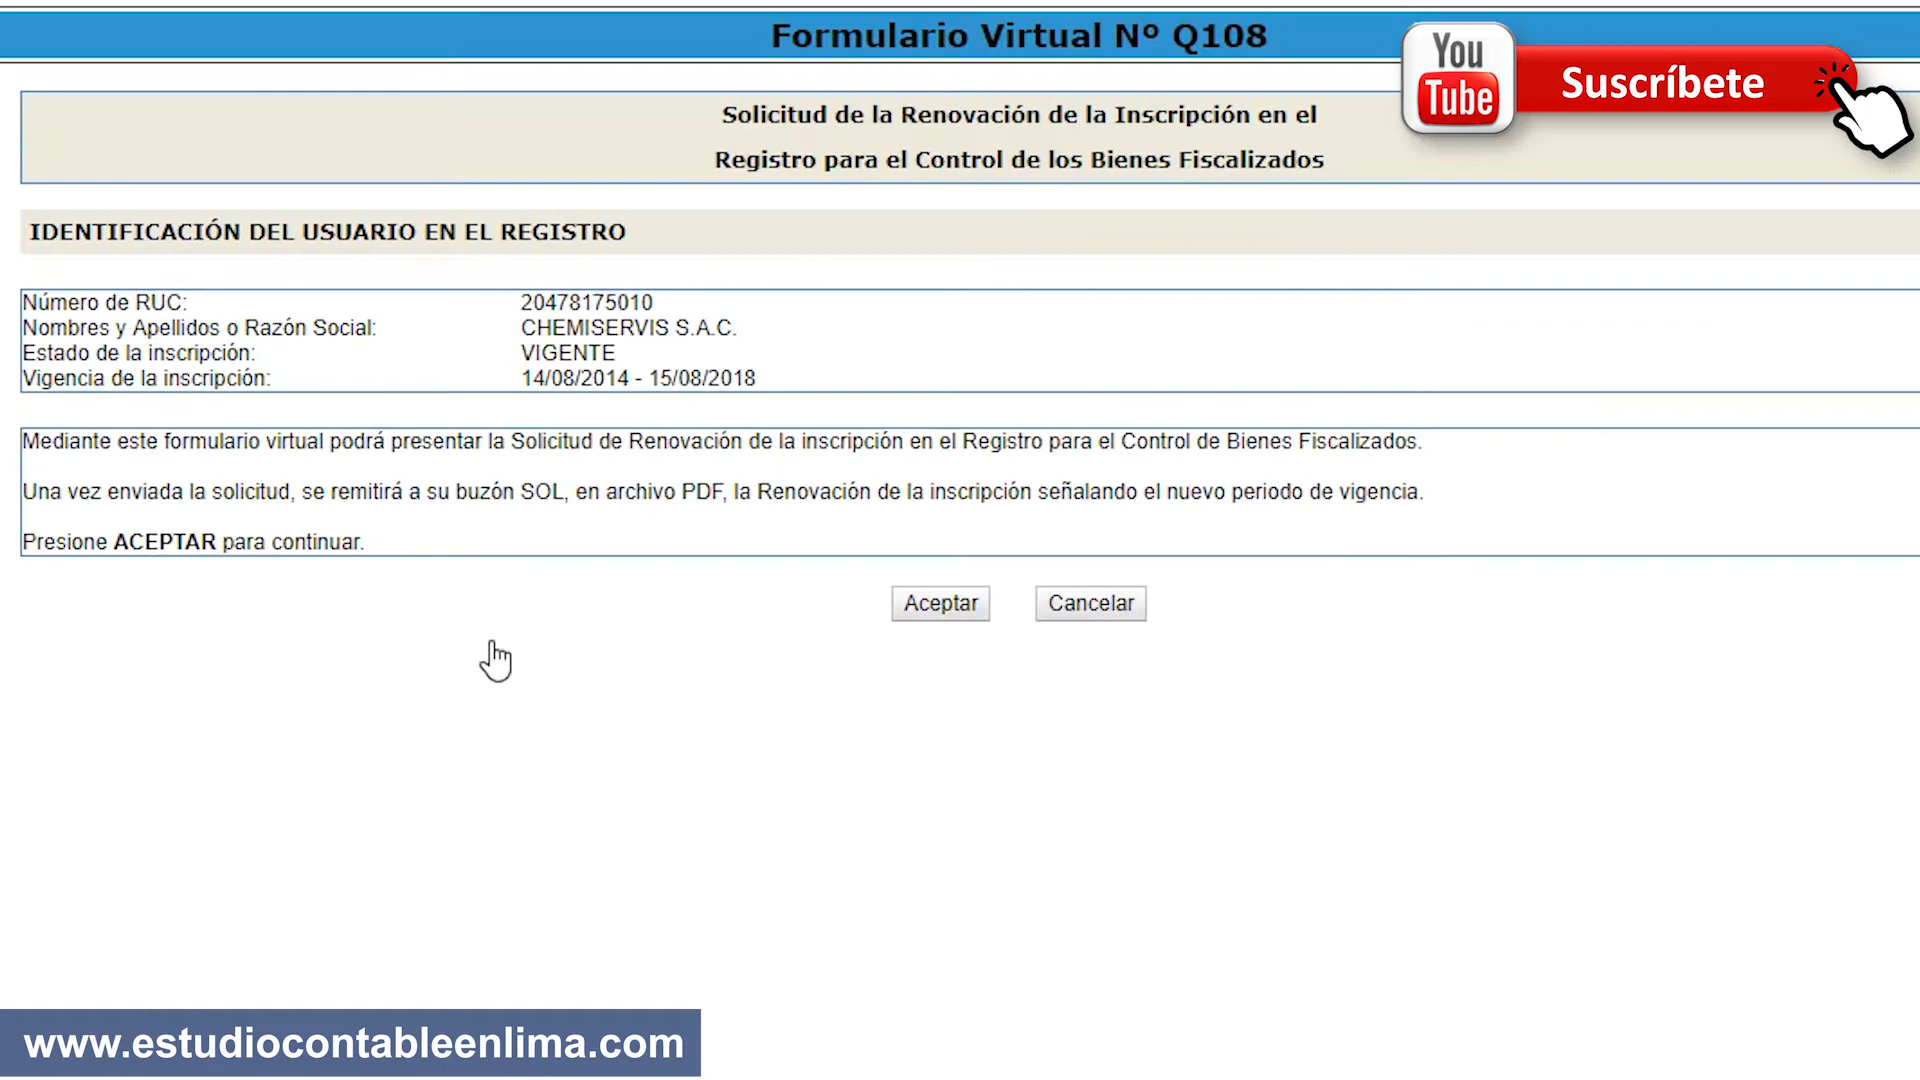 Formulario Virtual Nº Q108
You
Tube
Suscríbete
Solicitud de la Renovación de la Inscripción en el
Registro para el Control de los Bienes Fiscalizados
IDENTIFICACIÓN DEL USUARIO EN EL REGISTRO
Número de RUC: 20478175010
Nombres y Apellidos o Razón Social: CHEMISERVIS S.A.C.
Estado de la inscripción: VIGENTE
Vigencia de la inscripción: 14/08/2014 - 15/08/2018
Mediante este formulario virtual podrá presentar la Solicitud de Renovación de la inscripción en el Registro para el Control de Bienes Fiscalizados.
Una vez enviada la solicitud, se remitirá a su buzón SOL, en archivo PDF, la Renovación de la inscripción señalando el nuevo periodo de vigencia.
Presione ACEPTAR para continuar.
Aceptar Cancelar
www.estudiocontableenlima.com